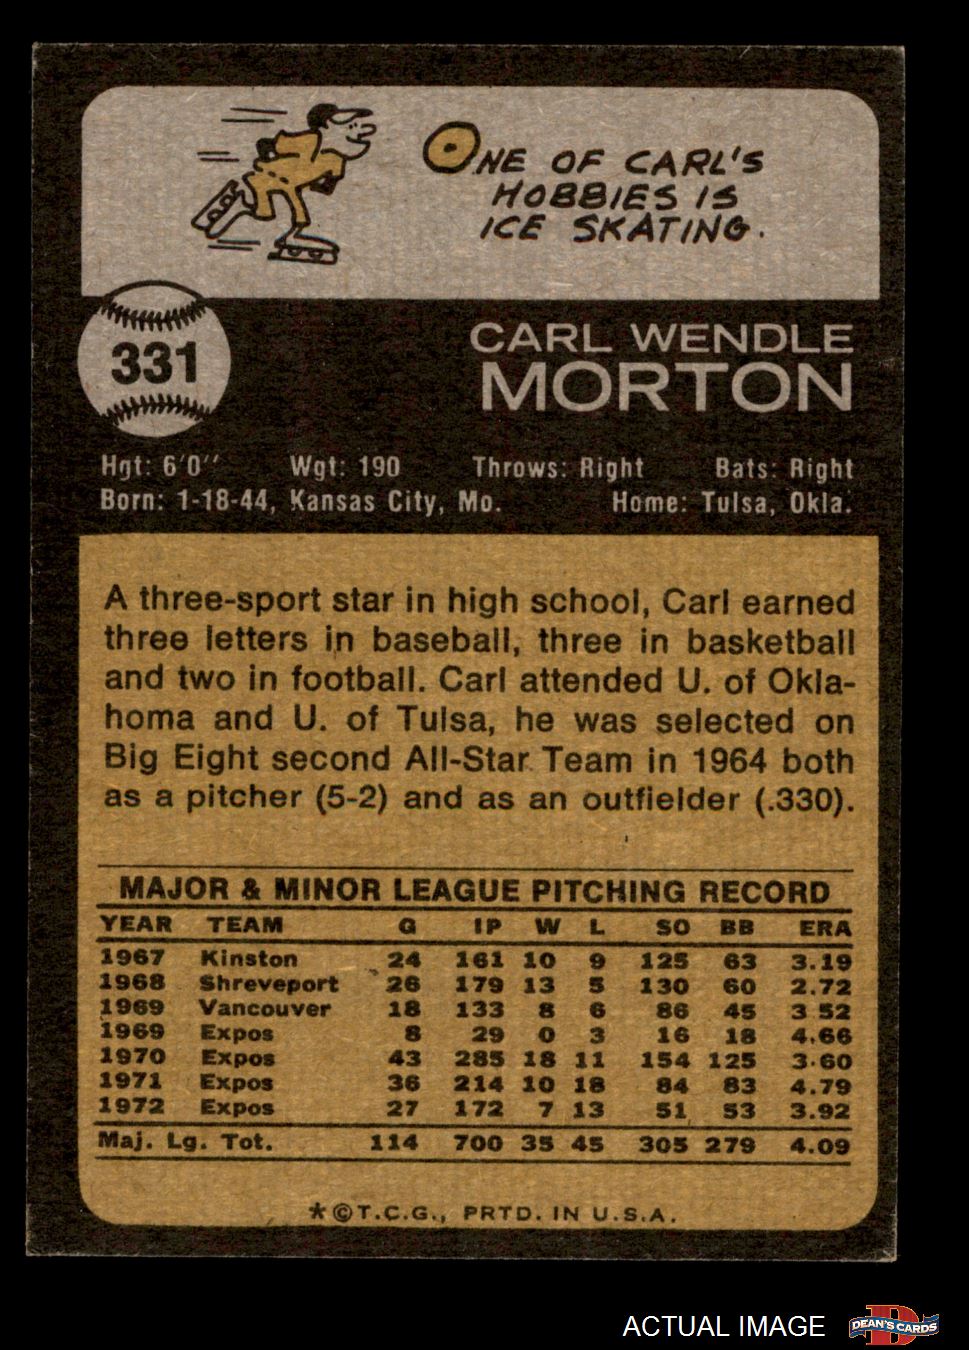 ONE OF CARL'S
HOBBIES IS
ICE SKATING.
331
CARL WENDLE
MORTON
Hgt: 6'0'' Wgt: 190 Throws: Right Bats: Right
Born: 1-18-44, Kansas City, Mo. Home: Tulsa, Okla.
A three-sport star in high school, Carl earned
three letters in baseball, three in basketball
and two in football. Carl attended U. of Okla-
homa and U. of Tulsa, he was selected on
Big Eight second All-Star Team in 1964 both
as a pitcher (5-2) and as an outfielder (.330).
MAJOR & MINOR LEAGUE PITCHING RECORD
YEAR TEAM G IP W L SO BB ERA
1967 Kinston 24 161 10 9 125 63 3.19
1968 Shreveport 26 179 13 5 130 60 2.72
1969 Vancouver 18 133 8 6 86 45 3 52
1969 Expos 8 29 0 3 16 18 4.66
1970 Expos 43 285 18 11 154 125 3.60
1971 Expos 36 214 10 18 84 83 4.79
1972 Expos 27 172 7 13 51 53 3.92
Maj. Lg. Tot. 114 700 35 45 305 279 4.09
*©T.C.G., PRTD. IN U.S.A.
ACTUAL IMAGE
D
DEAN'S CARDS